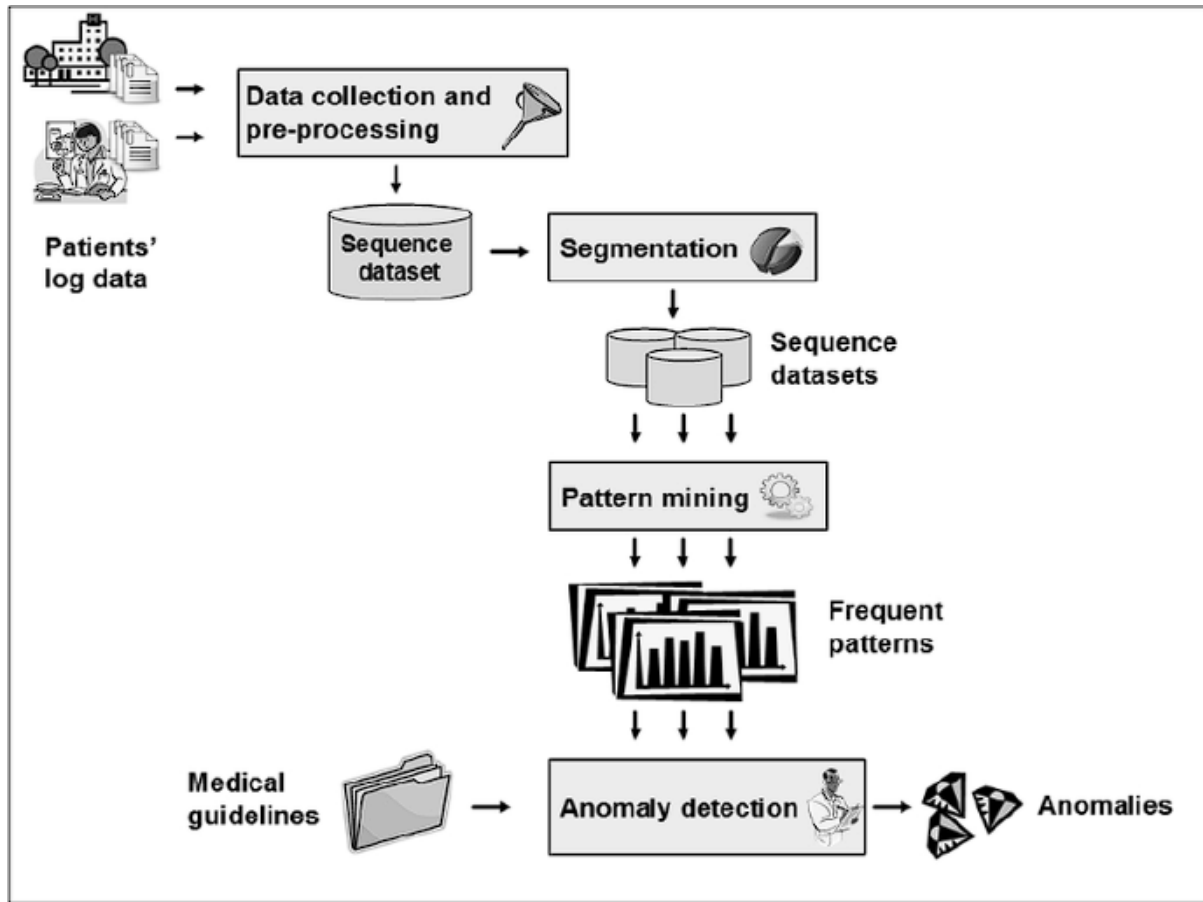 Data collection and
pre-processing
Patients'
log data
Sequence
dataset
Segmentation
Sequence
datasets
Pattern mining
Frequent
patterns
Medical
guidelines
Anomaly detection
Anomalies